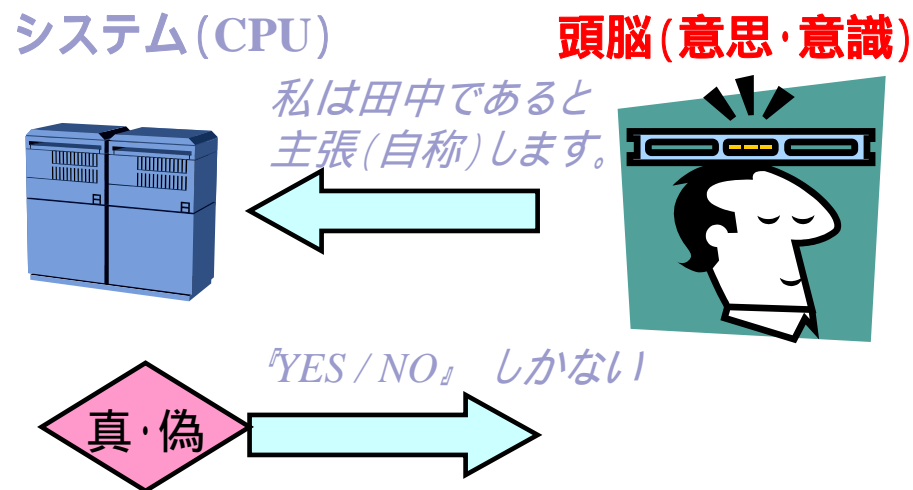 システム(CPU)
頭脳(意思・意識)
私は田中であると
主張(自称)します。
『YES / NO』 しかない
真・偽